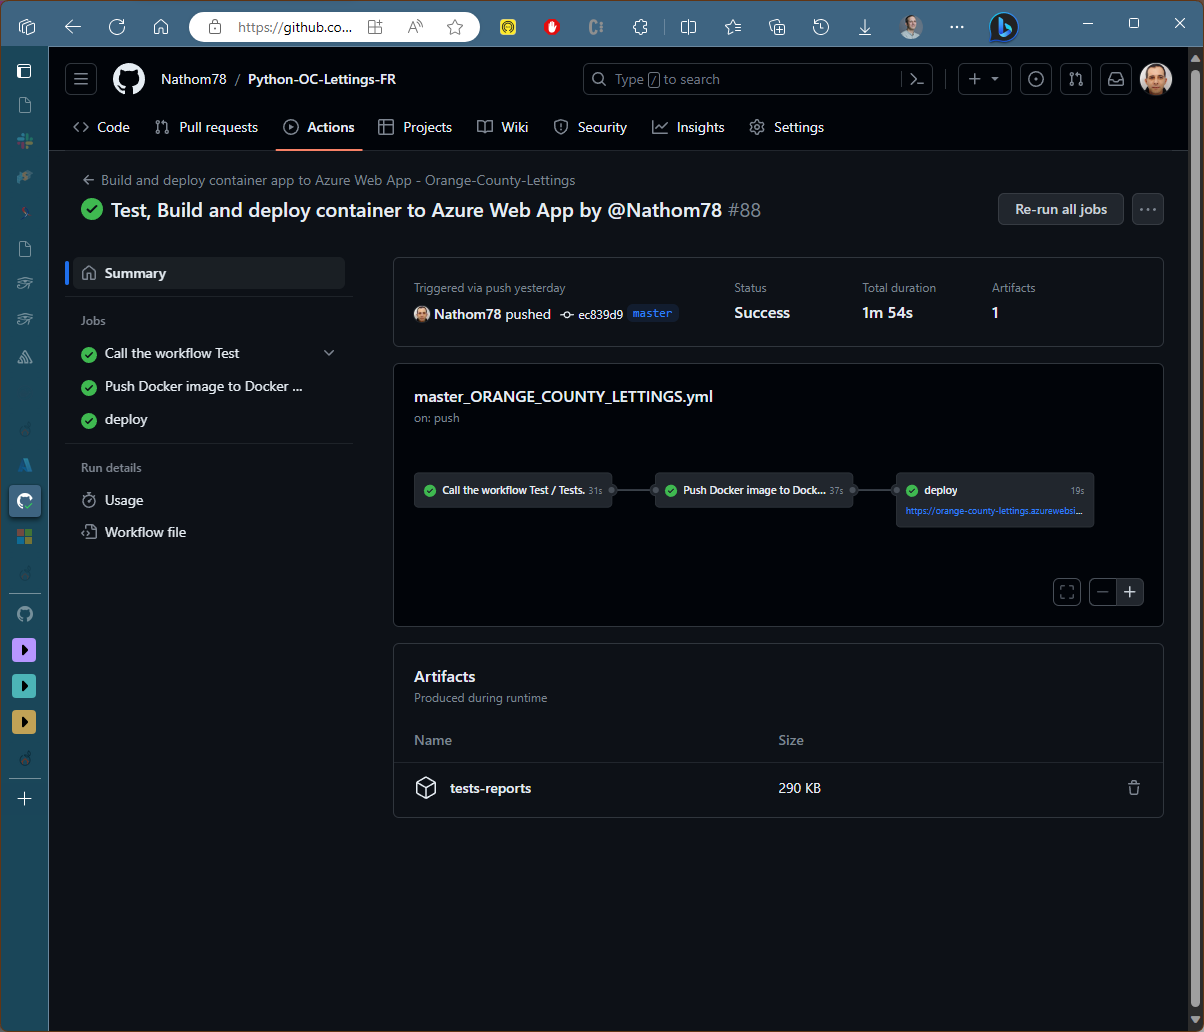 https://github.co...
Nathom78 / Python-OC-Lettings-FR
Type / to search
Code
Pull requests
Actions
Projects
Wiki
Security
Insights
Settings
Build and deploy container app to Azure Web App - Orange-County-Lettings
Test, Build and deploy container to Azure Web App by @Nathom78 #88
Re-run all jobs
Summary
Jobs
Call the workflow Test
Push Docker image to Docker ...
deploy
Run details
Usage
Workflow file
Triggered via push yesterday
Nathom78 pushed ec839d9 master
Status
Success
Total duration
1m 54s
Artifacts
1
master_ORANGE_COUNTY_LETTINGS.yml
on: push
Call the workflow Test / Tests. 31s
Push Docker image to Dock... 37s
deploy 19s
https://orange-county-lettings.azurewebsi...
Artifacts
Produced during runtime
Name Size
tests-reports 290 KB